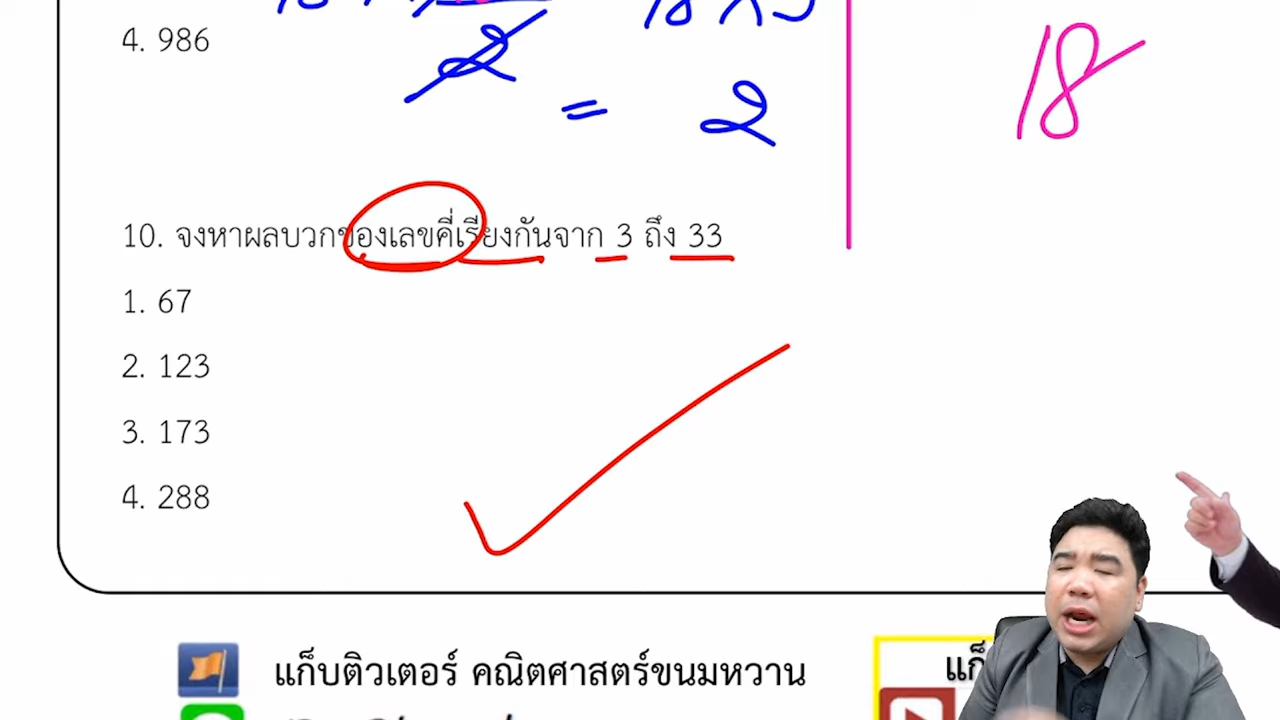 4. 986
2
= 2
18
10. จงหาผลบวกของเลขคี่เรียงกันจาก 3 ถึง 33
1. 67
2. 123
3. 173
4. 288
แก็บติวเตอร์ คณิตศาสตร์ขนมหวาน
แก็